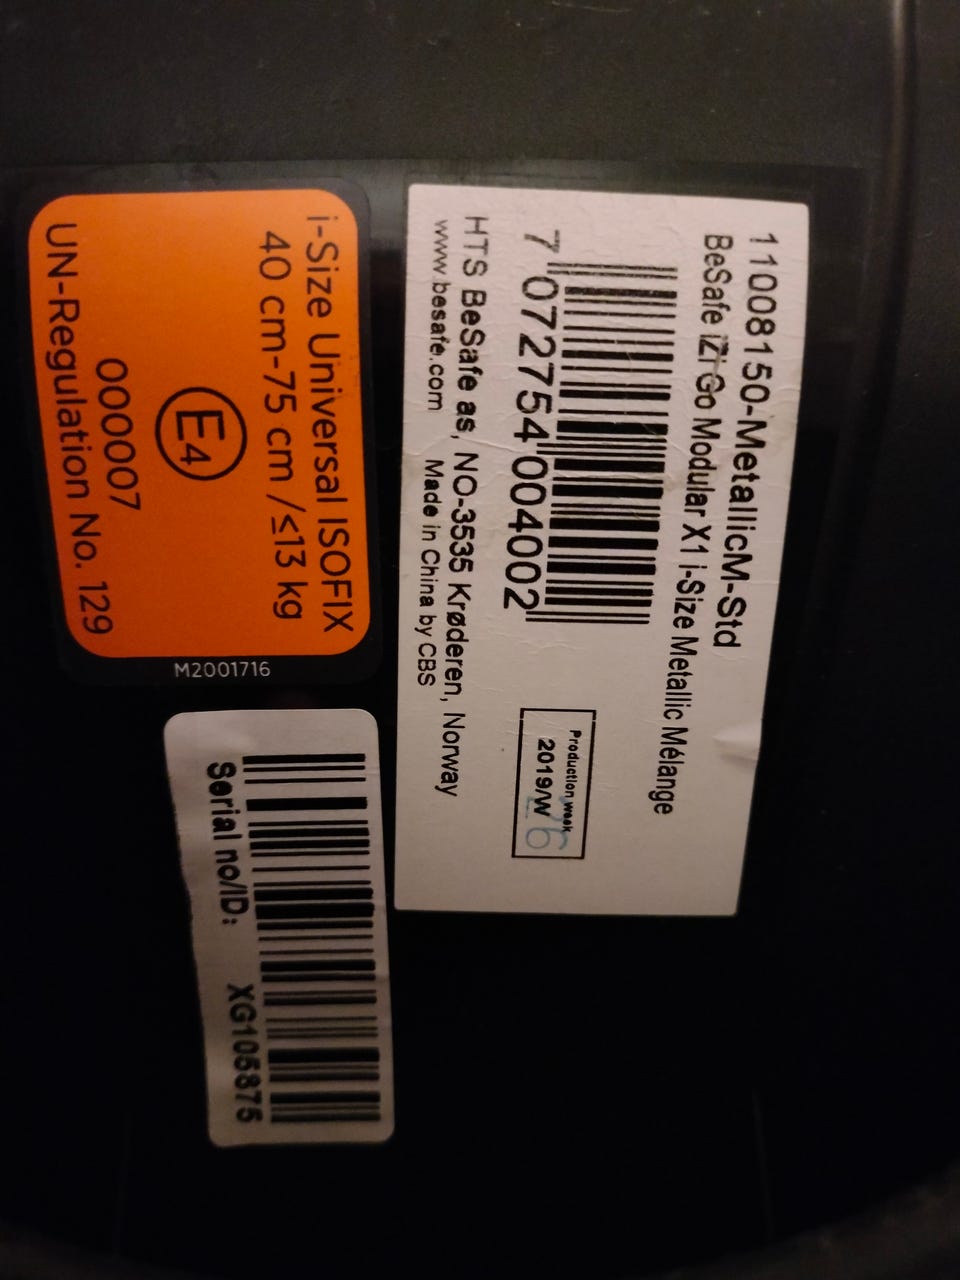 11008150-MetallicM-Std
BeSafe iZi Go Modular X1 i-Size Metallic Mélange
7 072754 004002
Production week
2019/W 26
HTS BeSafe as, NO-3535 Krøderen, Norway
www.besafe.com Made in China by CBS
i-Size Universal ISOFIX
40 cm-75 cm /≤13 kg
E4
000007
UN-Regulation No. 129
M2001716
Serial no/ID: XG105875